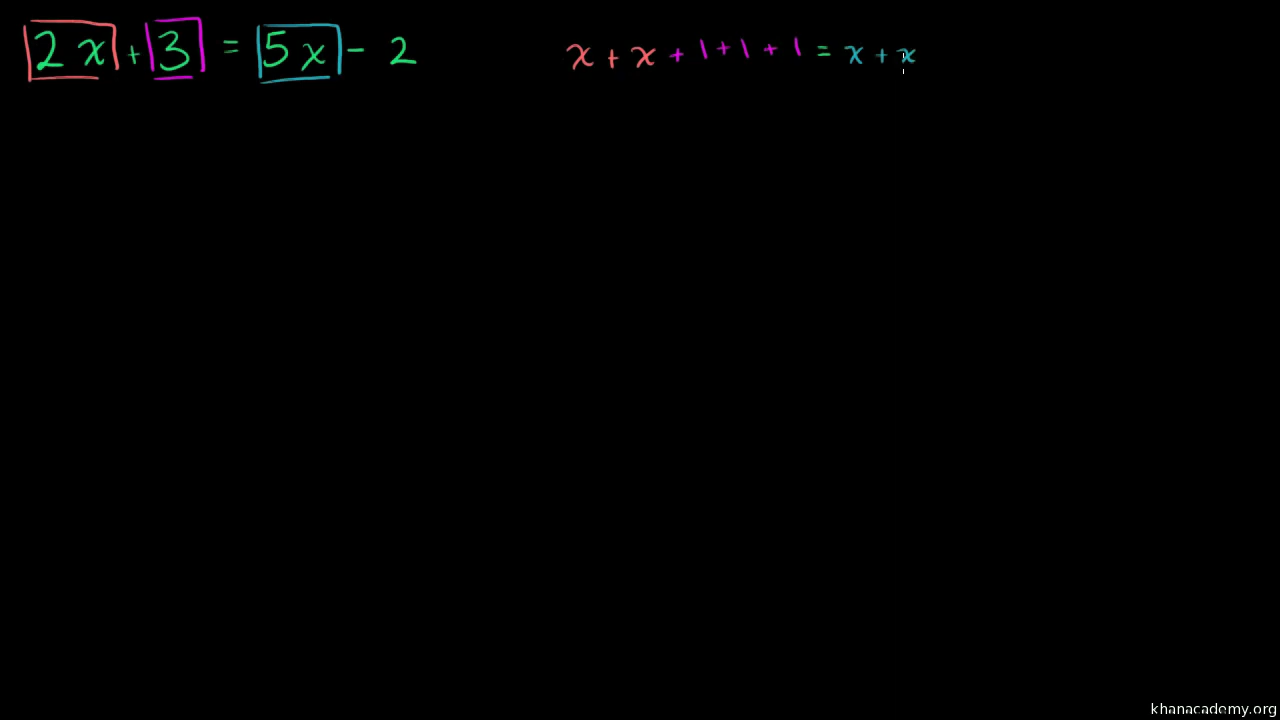 2x + 3 = 5x - 2
x + x + 1 + 1 + 1 = x + x
khanacademy.org